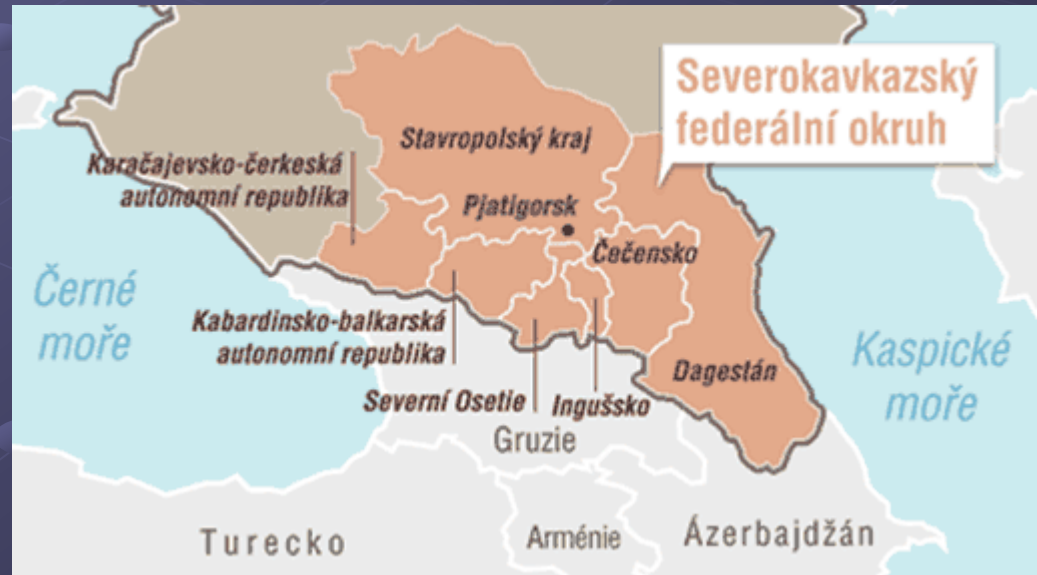 Severokavkazský
federální okruh
Stavropolský kraj
Karačajevsko-čerkeská
autonomní republika
Pjatigorsk
Čečensko
Černé
moře
Kabardinsko-balkarská
autonomní republika
Kaspické
moře
Dagestán
Severní Osetie
Ingušsko
Gruzie
Turecko
Arménie
Ázerbajdžán